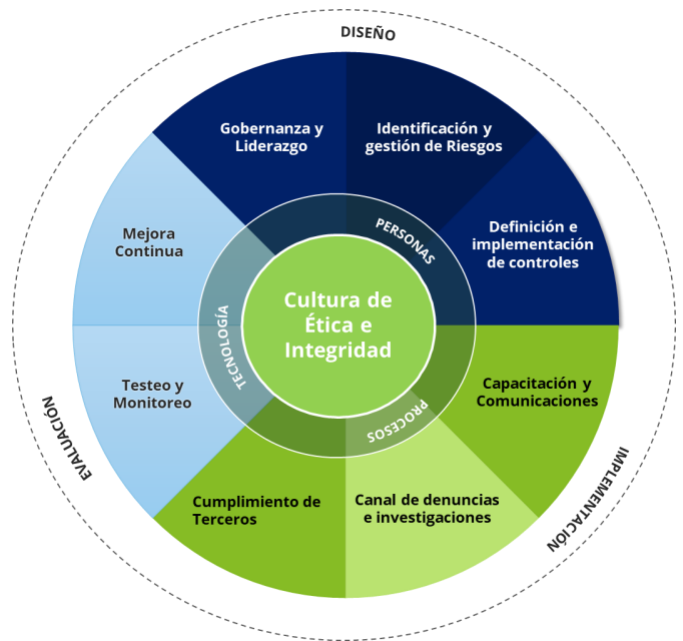 DISEÑO
Gobernanza y
Liderazgo
Identificación y
gestión de Riesgos
Definición e
implementación
de controles
Capacitación y
Comunicaciones
Canal de denuncias
e investigaciones
Cumplimiento de
Terceros
Testeo y
Monitoreo
Mejora
Continua
PERSONAS
PROCESOS
TECNOLOGÍA
Cultura de
Ética e
Integridad
IMPLEMENTACIÓN
EVALUACIÓN